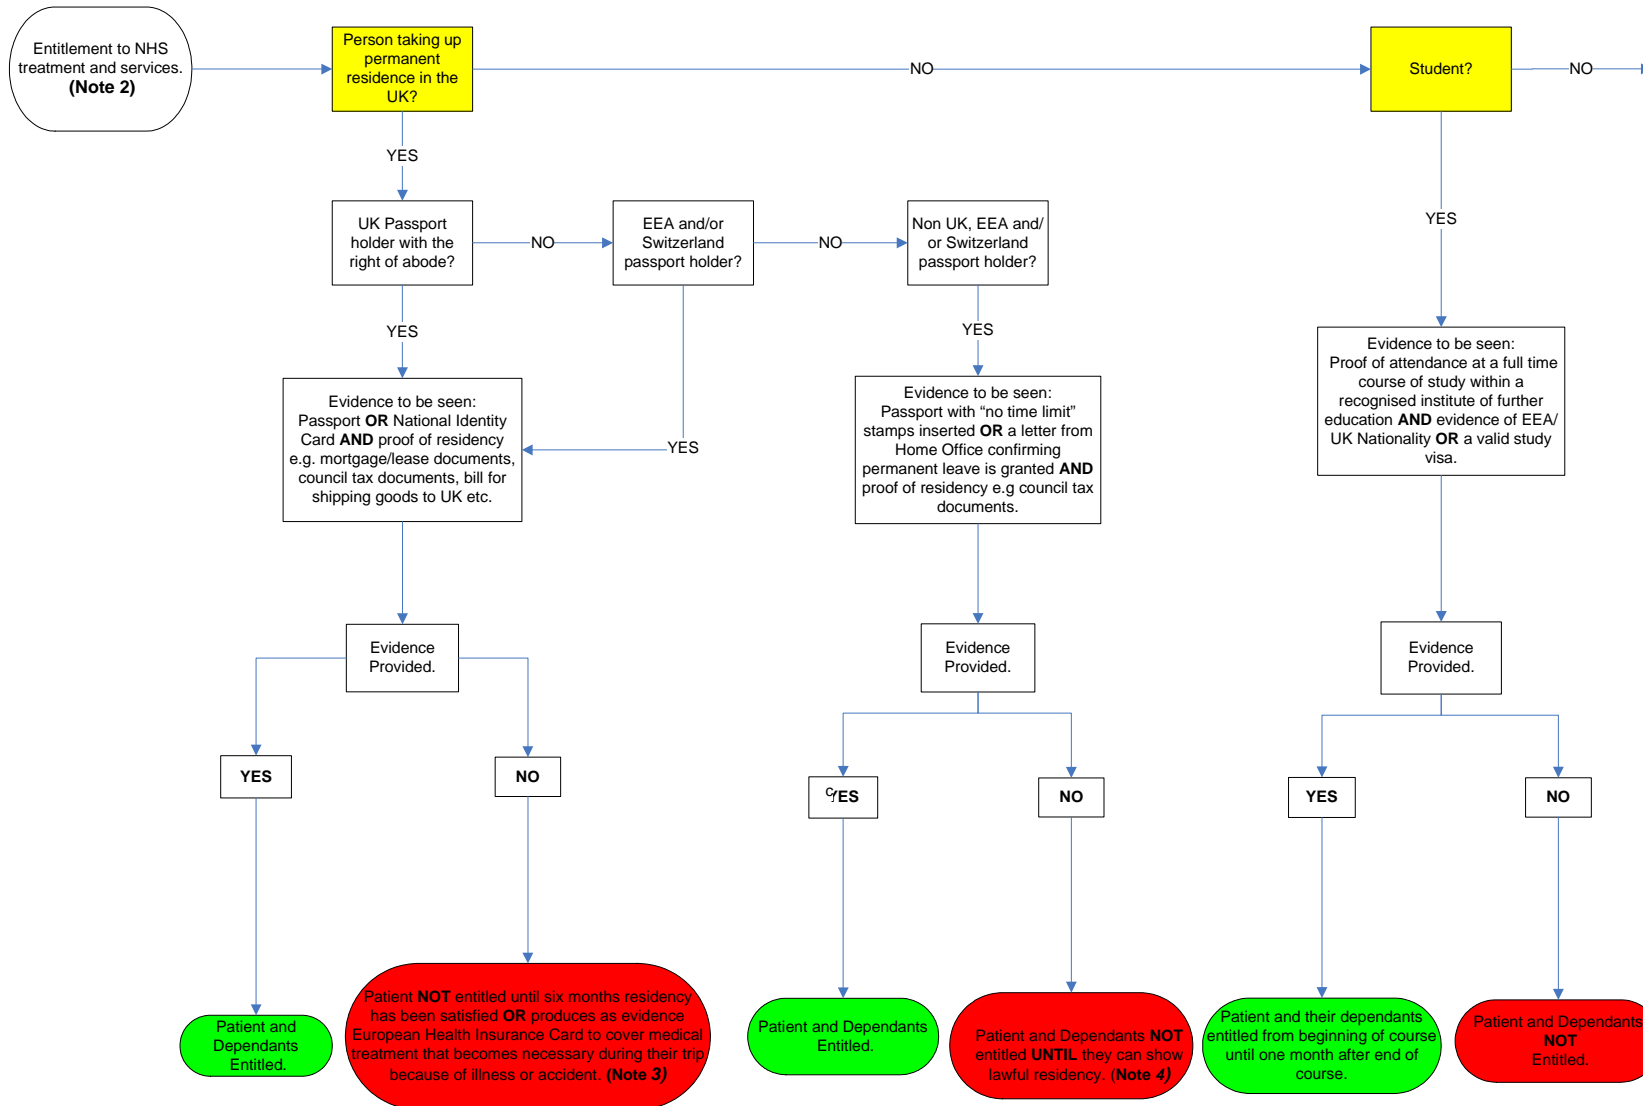 Entitlement to NHS
treatment and services.
(Note 2)
Person taking up
permanent
residence in the
UK?
NO
Student?
NO
YES
UK Passport
holder with the
right of abode?
NO
EEA and/or
Switzerland
passport holder?
NO
Non UK, EEA and/
or Switzerland
passport holder?
YES
YES
YES
YES
Evidence to be seen:
Passport OR National Identity
Card AND proof of residency
e.g. mortgage/lease documents,
council tax documents, bill for
shipping goods to UK etc.
Evidence to be seen:
Passport with “no time limit”
stamps inserted OR a letter from
Home Office confirming
permanent leave is granted AND
proof of residency e.g council tax
documents.
Evidence to be seen:
Proof of attendance at a full time
course of study within a
recognised institute of further
education AND evidence of EEA/
UK Nationality OR a valid study
visa.
Evidence
Provided.
Evidence
Provided.
Evidence
Provided.
YES
NO
YES
NO
YES
NO
Patient and
Dependants
Entitled.
Patient NOT entitled until six months residency
has been satisfied OR produces as evidence
European Health Insurance Card to cover medical
treatment that becomes necessary during their trip
because of illness or accident. (Note 3)
Patient and Dependants
Entitled.
Patient and Dependants NOT
entitled UNTIL they can show
lawful residency. (Note 4)
Patient and their dependants
entitled from beginning of course
until one month after end of
course.
Patient and Dependants
NOT
Entitled.